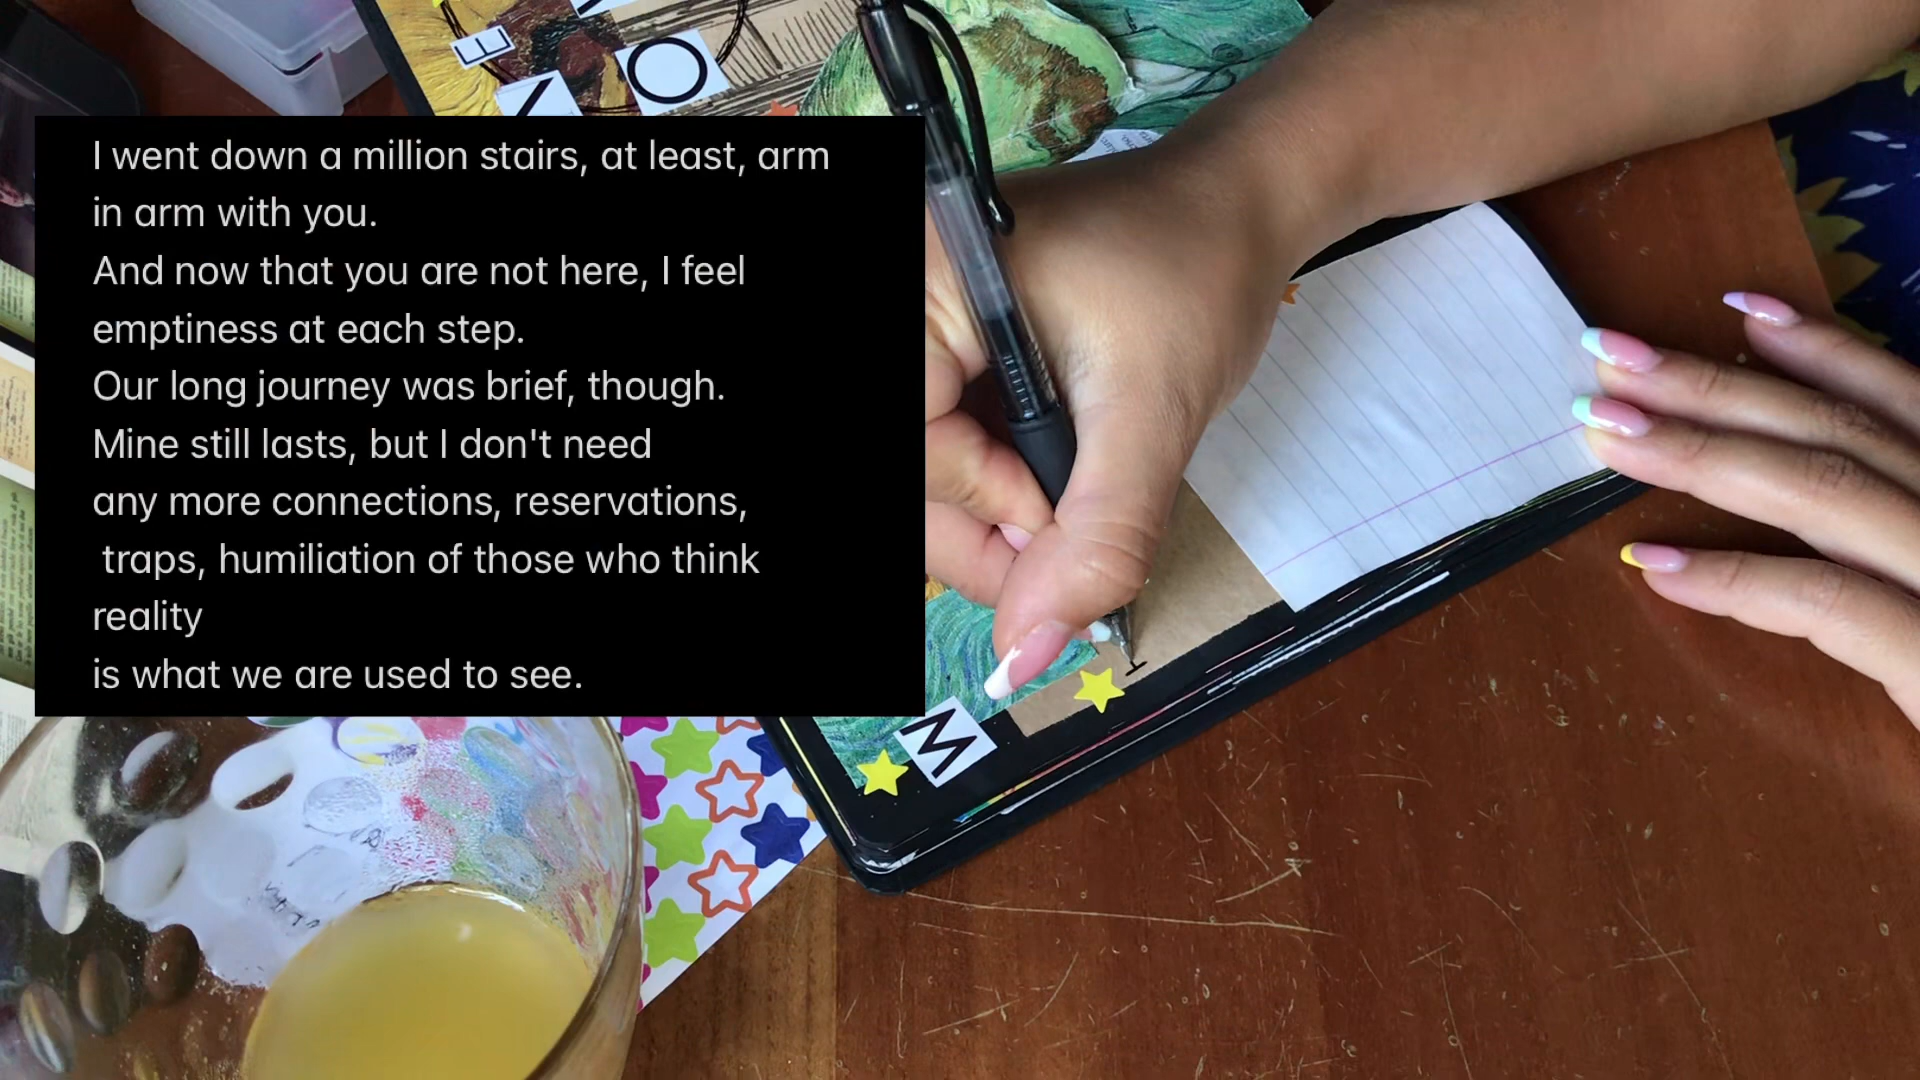 E
O
I went down a million stairs, at least, arm
in arm with you.
And now that you are not here, I feel
emptiness at each step.
Our long journey was brief, though.
Mine still lasts, but I don't need
any more connections, reservations,
traps, humiliation of those who think
reality
is what we are used to see.
M